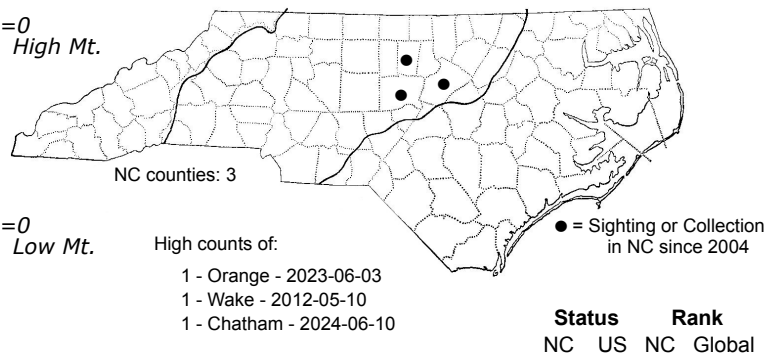 =0
High Mt.
NC counties: 3
=0
Low Mt.
High counts of:
1 - Orange - 2023-06-03
1 - Wake - 2012-05-10
1 - Chatham - 2024-06-10
● = Sighting or Collection
in NC since 2004
Status Rank
NC US NC Global